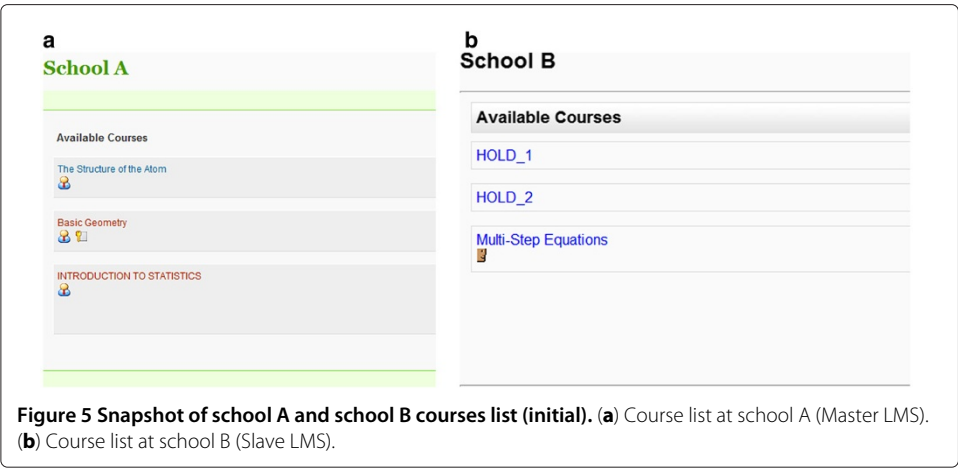 a
School A
Available Courses
The Structure of the Atom
Basic Geometry
INTRODUCTION TO STATISTICS
b
School B
Available Courses
HOLD_1
HOLD_2
Multi-Step Equations
Figure 5 Snapshot of school A and school B courses list (initial). (a) Course list at school A (Master LMS).
(b) Course list at school B (Slave LMS).